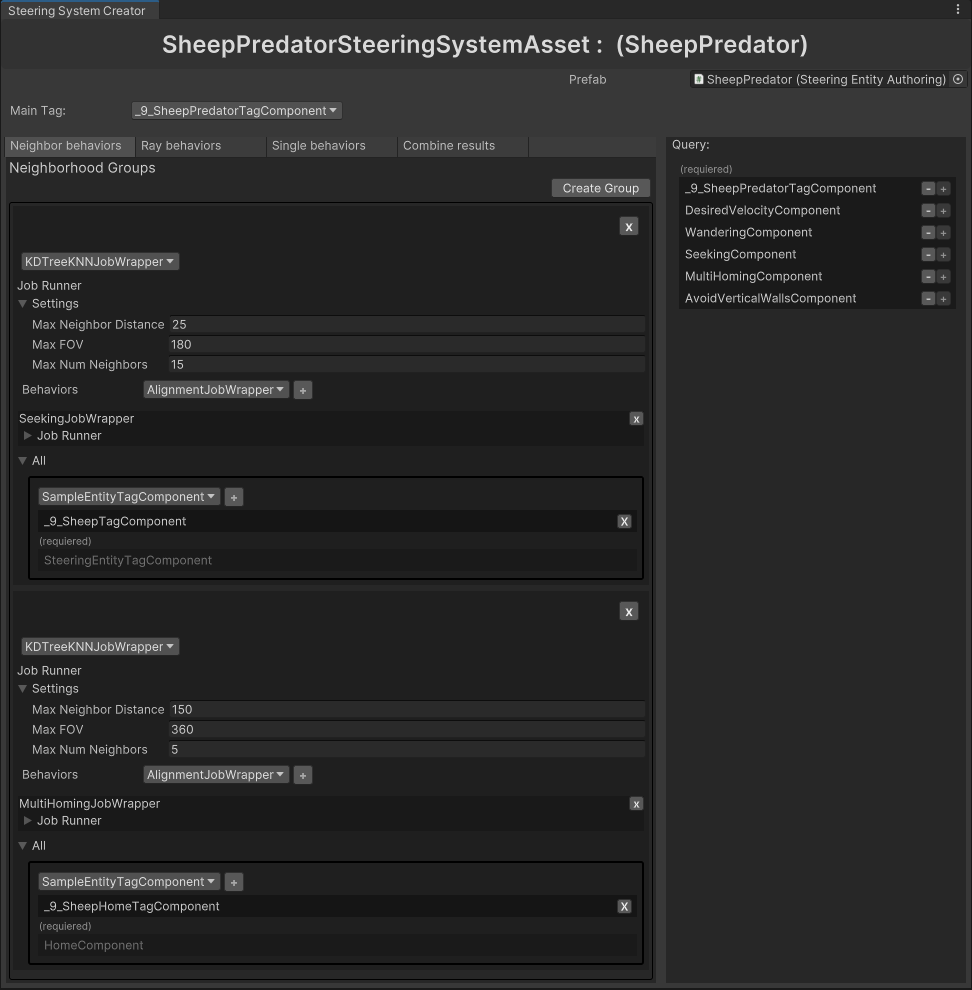 Steering System Creator
SheepPredatorSteeringSystemAsset : (SheepPredator)
Prefab
SheepPredator (Steering Entity Authoring)
Main Tag:
_9_SheepPredatorTagComponent
Neighbor behaviors
Ray behaviors
Single behaviors
Combine results
Neighborhood Groups
Create Group
X
KDTreeKNNJobWrapper
Job Runner
Settings
Max Neighbor Distance 25
Max FOV 180
Max Num Neighbors 15
Behaviors AlignmentJobWrapper +
SeekingJobWrapper x
Job Runner
All
SampleEntityTagComponent +
_9_SheepTagComponent X
(requiered)
SteeringEntityTagComponent
X
KDTreeKNNJobWrapper
Job Runner
Settings
Max Neighbor Distance 150
Max FOV 360
Max Num Neighbors 5
Behaviors AlignmentJobWrapper +
MultiHomingJobWrapper x
Job Runner
All
SampleEntityTagComponent +
_9_SheepHomeTagComponent X
(requiered)
HomeComponent
Query:
(requiered)
_9_SheepPredatorTagComponent - +
DesiredVelocityComponent - +
WanderingComponent - +
SeekingComponent - +
MultiHomingComponent - +
AvoidVerticalWallsComponent - +